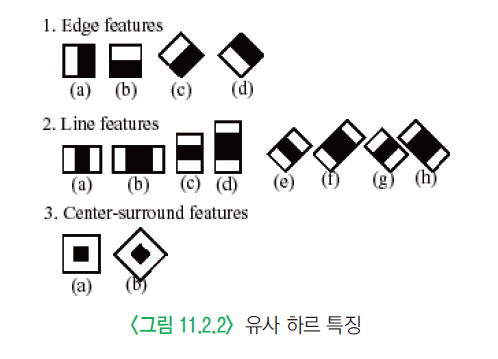 1. Edge features
(a) (b) (c) (d)
2. Line features
(a) (b) (c) (d) (e) (f) (g) (h)
3. Center-surround features
(a) (b)
〈그림 11.2.2〉 유사 하르 특징